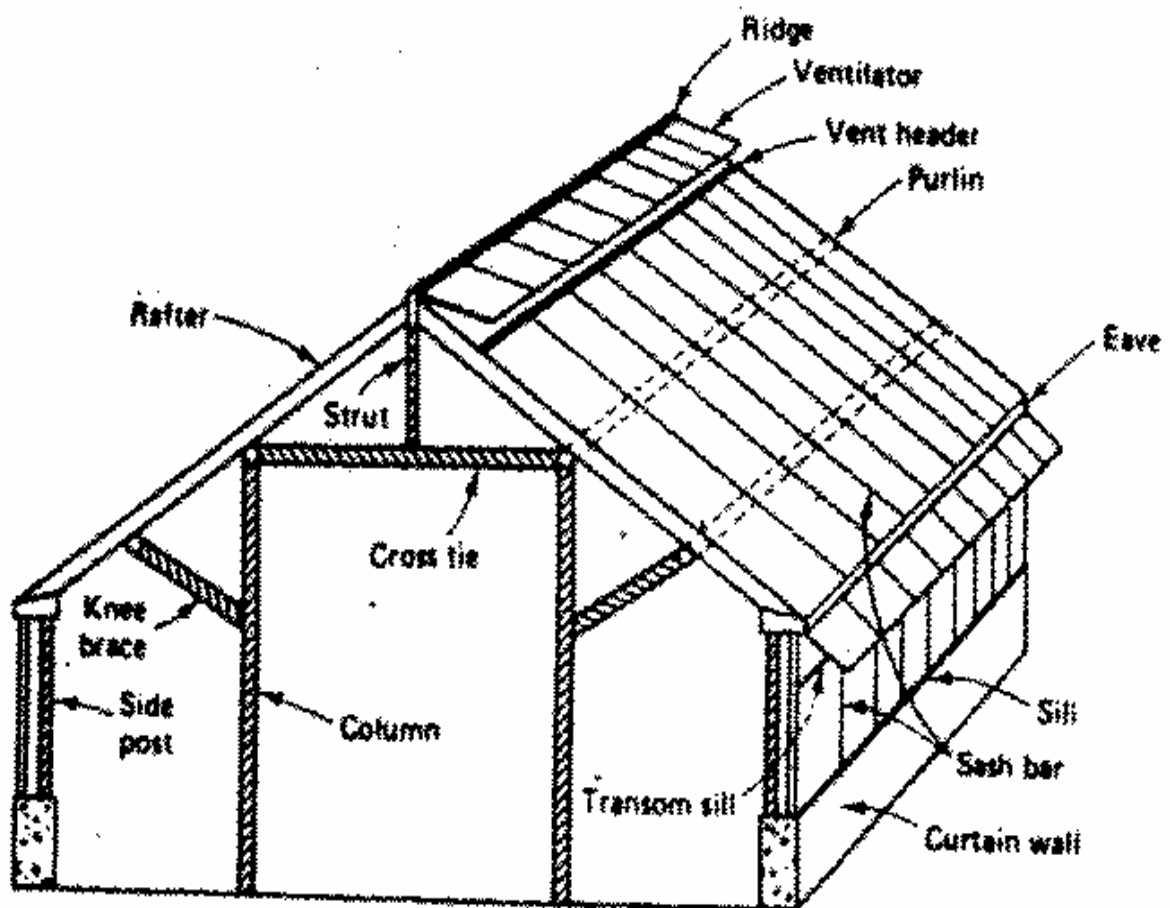 Ridge
Ventilator
Vent header
Purlin
Rafter
Eave
Strut
Cross tie
Knee
brace
Side
post
Column
Sill
Sash bar
Transom sill
Curtain wall